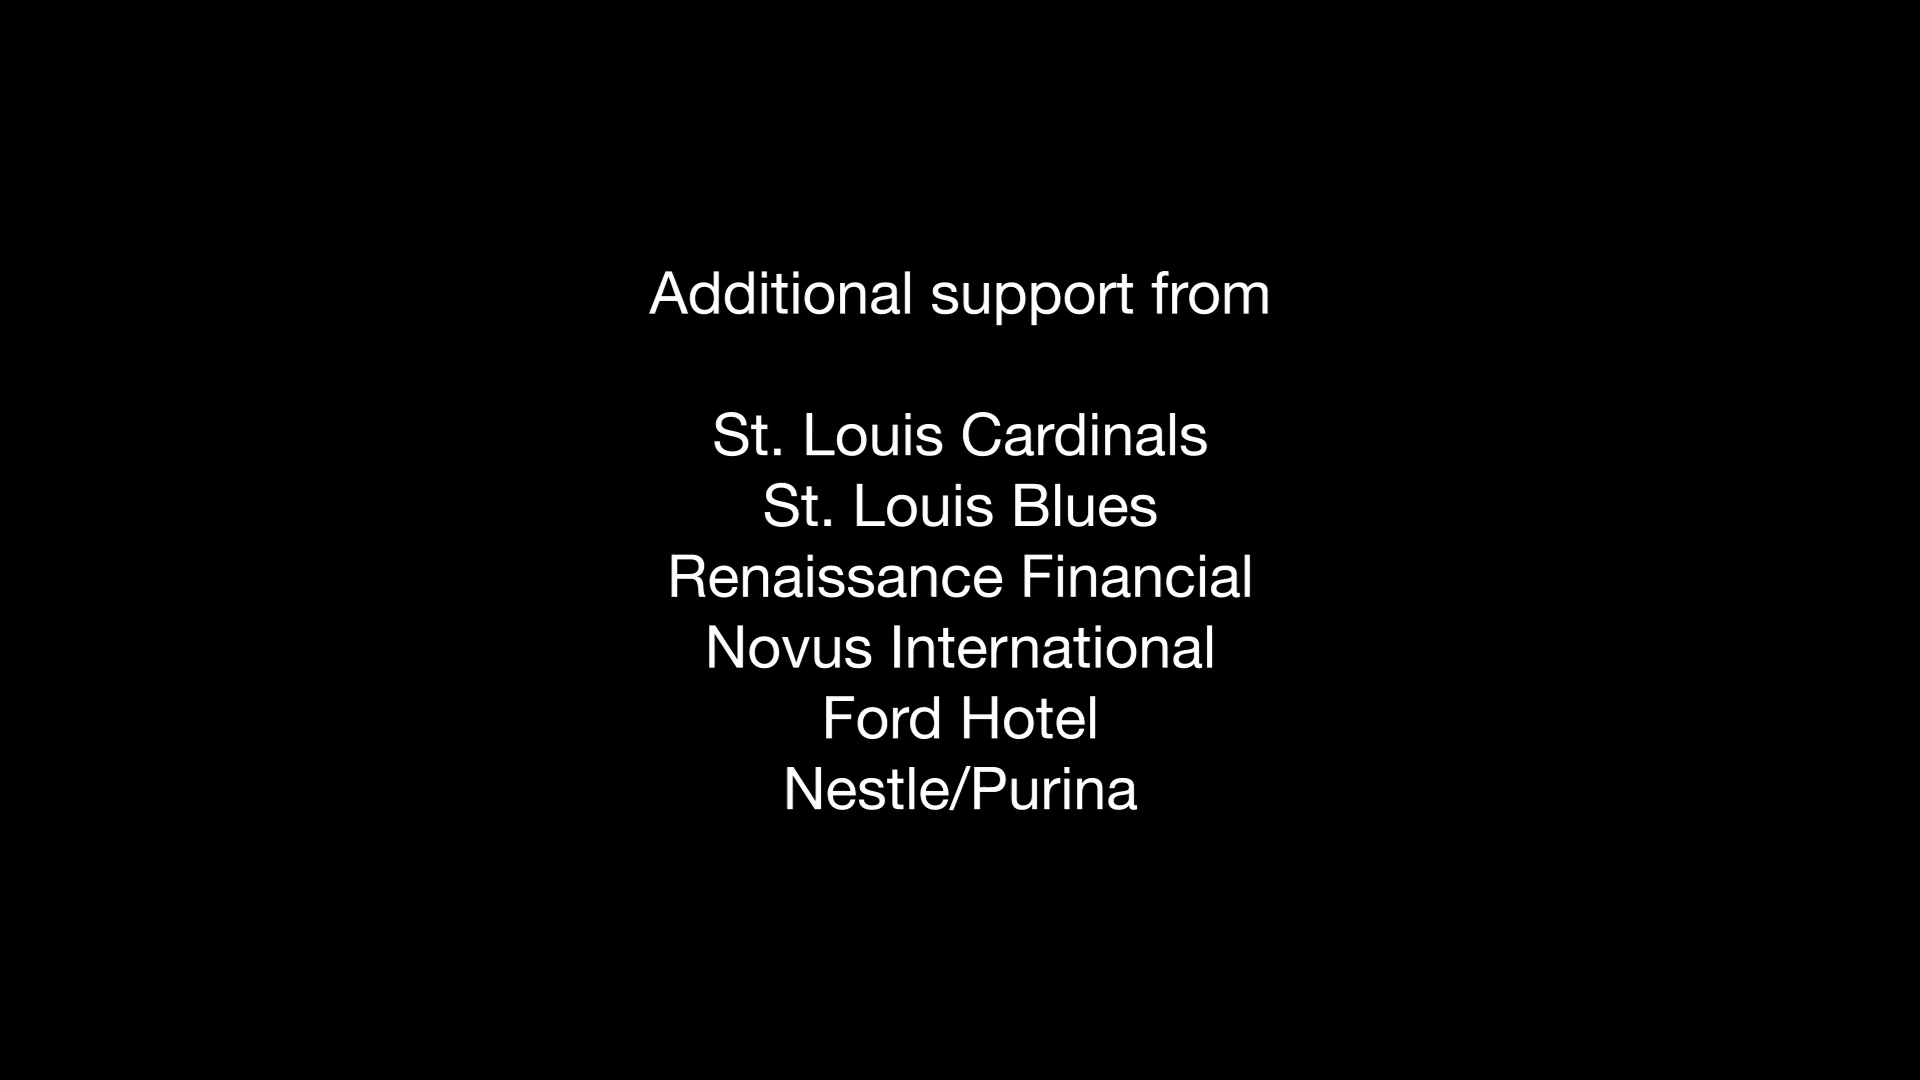 Additional support from
St. Louis Cardinals
St. Louis Blues
Renaissance Financial
Novus International
Ford Hotel
Nestle/Purina